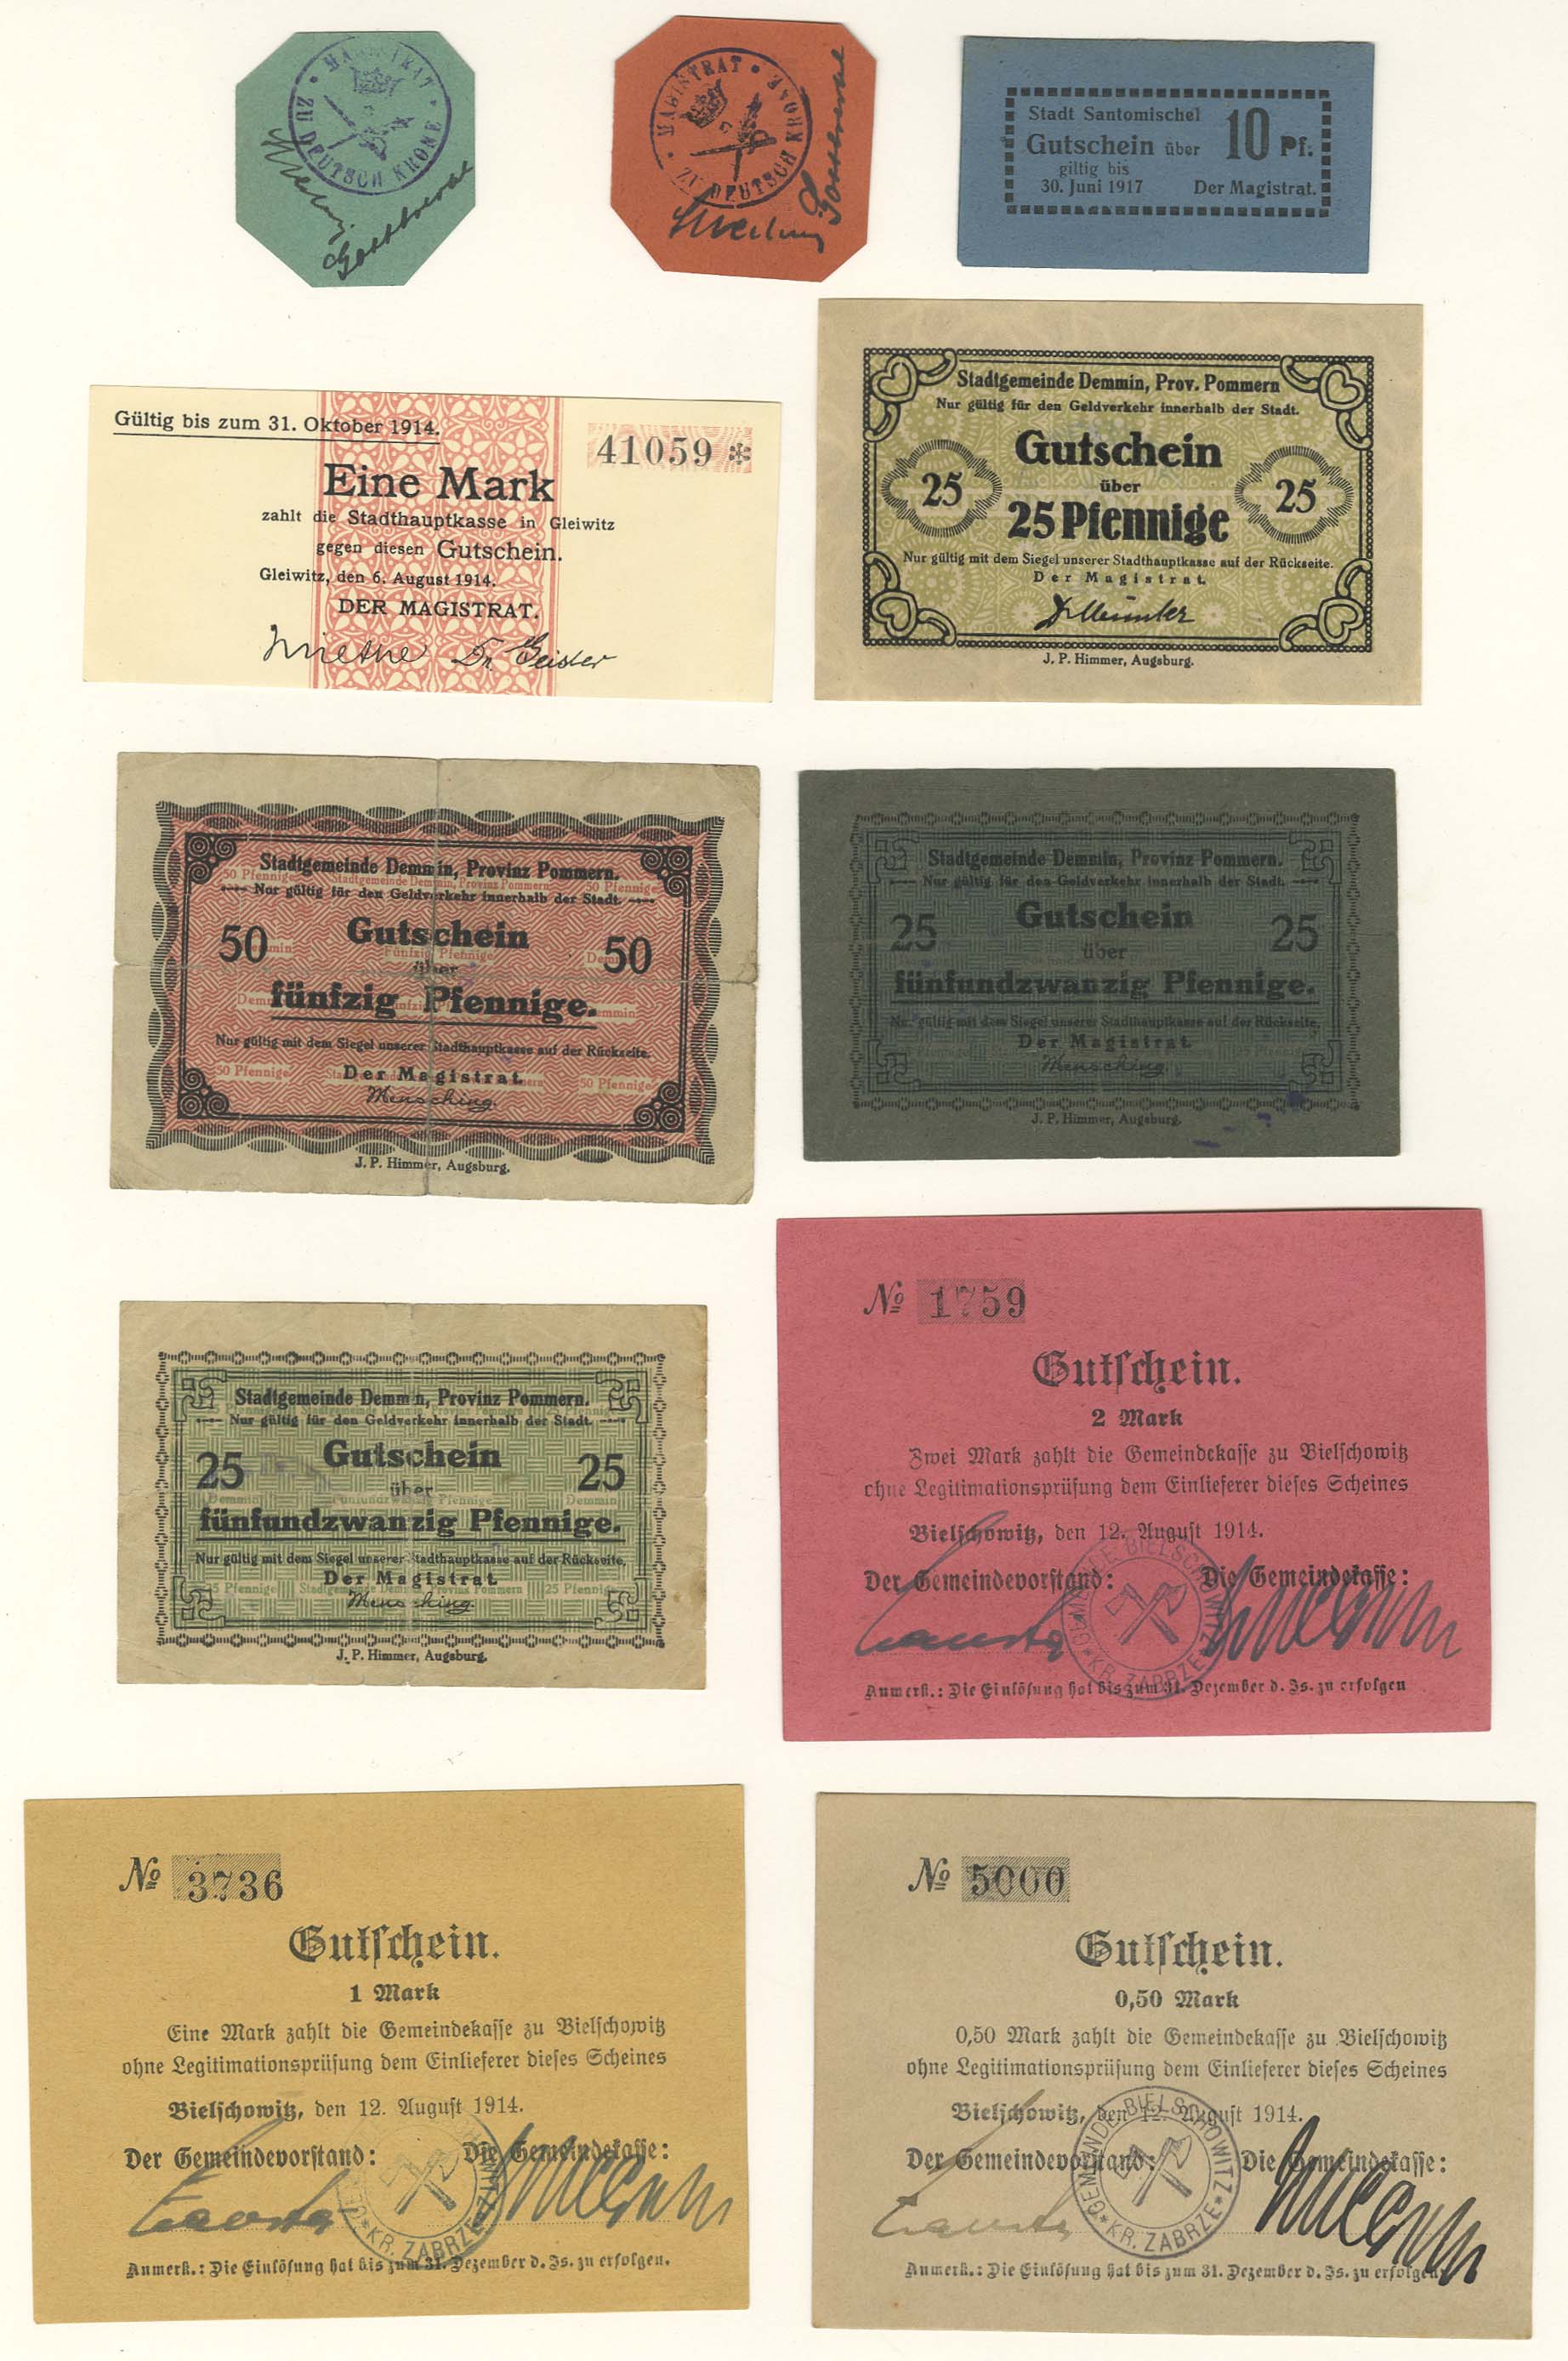 MAGISTRAT
ZU DEUTSCH KRONE
MAGISTRAT
ZU DEUTSCH KRONE
Stadt Santomischel
Gutschein über 10 Pf.
giltig bis
30. Juni 1917 Der Magistrat.
Gültig bis zum 31. Oktober 1914.
41059 *
Eine Mark
zahlt die Stadthauptkasse in Gleiwitz
gegen diesen Gutschein.
Gleiwitz, den 6. August 1914.
DER MAGISTRAT.
Stadtgemeinde Demmin, Prov. Pommern
Nur gültig für den Geldverkehr innerhalb der Stadt.
Gutschein
25 über 25
25 Pfennige
Nur gültig mit dem Siegel unserer Stadthauptkasse auf der Rückseite.
Der Magistrat.
J. P. Himmer, Augsburg.
Stadtgemeinde Demmin, Provinz Pommern.
Nur gültig für den Geldverkehr innerhalb der Stadt.
50 Gutschein 50
über
fünfzig Pfennige.
Nur gültig mit dem Siegel unserer Stadthauptkasse auf der Rückseite.
Der Magistrat.
Mensching.
J. P. Himmer, Augsburg.
Stadtgemeinde Demmin, Provinz Pommern.
Nur gültig für den Geldverkehr innerhalb der Stadt.
25 Gutschein 25
über
fünfundzwanzig Pfennige.
Nur gültig mit dem Siegel unserer Stadthauptkasse auf der Rückseite.
Der Magistrat.
Mensching.
J. P. Himmer, Augsburg.
Stadtgemeinde Demmin, Provinz Pommern.
Nur gültig für den Geldverkehr innerhalb der Stadt.
25 Gutschein 25
über
fünfundzwanzig Pfennige.
Nur gültig mit dem Siegel unserer Stadthauptkasse auf der Rückseite.
Der Magistrat.
Mensching.
J. P. Himmer, Augsburg.
№ 1759
Gutschein.
2 Mark
Zwei Mark zahlt die Gemeindekasse zu Bielschowitz
ohne Legitimationsprüfung dem Einlieferer dieses Scheines
Bielschowitz, den 12. August 1914.
Der Gemeindevorstand: Die Gemeindekasse:
GEMEINDE BIELSCHOWITZ * KR. ZABRZE *
Anmerk.: Die Einlösung hat bis zum 31. Dezember d. Js. zu erfolgen
№ 3736
Gutschein.
1 Mark
Eine Mark zahlt die Gemeindekasse zu Bielschowitz
ohne Legitimationsprüfung dem Einlieferer dieses Scheines
Bielschowitz, den 12. August 1914.
Der Gemeindevorstand: Die Gemeindekasse:
KR. ZABRZE
Anmerk.: Die Einlösung hat bis zum 31. Dezember d. Js. zu erfolgen.
№ 5000
Gutschein.
0,50 Mark
0,50 Mark zahlt die Gemeindekasse zu Bielschowitz
ohne Legitimationsprüfung dem Einlieferer dieses Scheines
Bielschowitz, den 12. August 1914.
Der Gemeindevorstand: Die Gemeindekasse:
GEMEINDE BIELSCHOWITZ * KR. ZABRZE *
Anmerk.: Die Einlösung hat bis zum 31. Dezember d. Js. zu erfolgen.